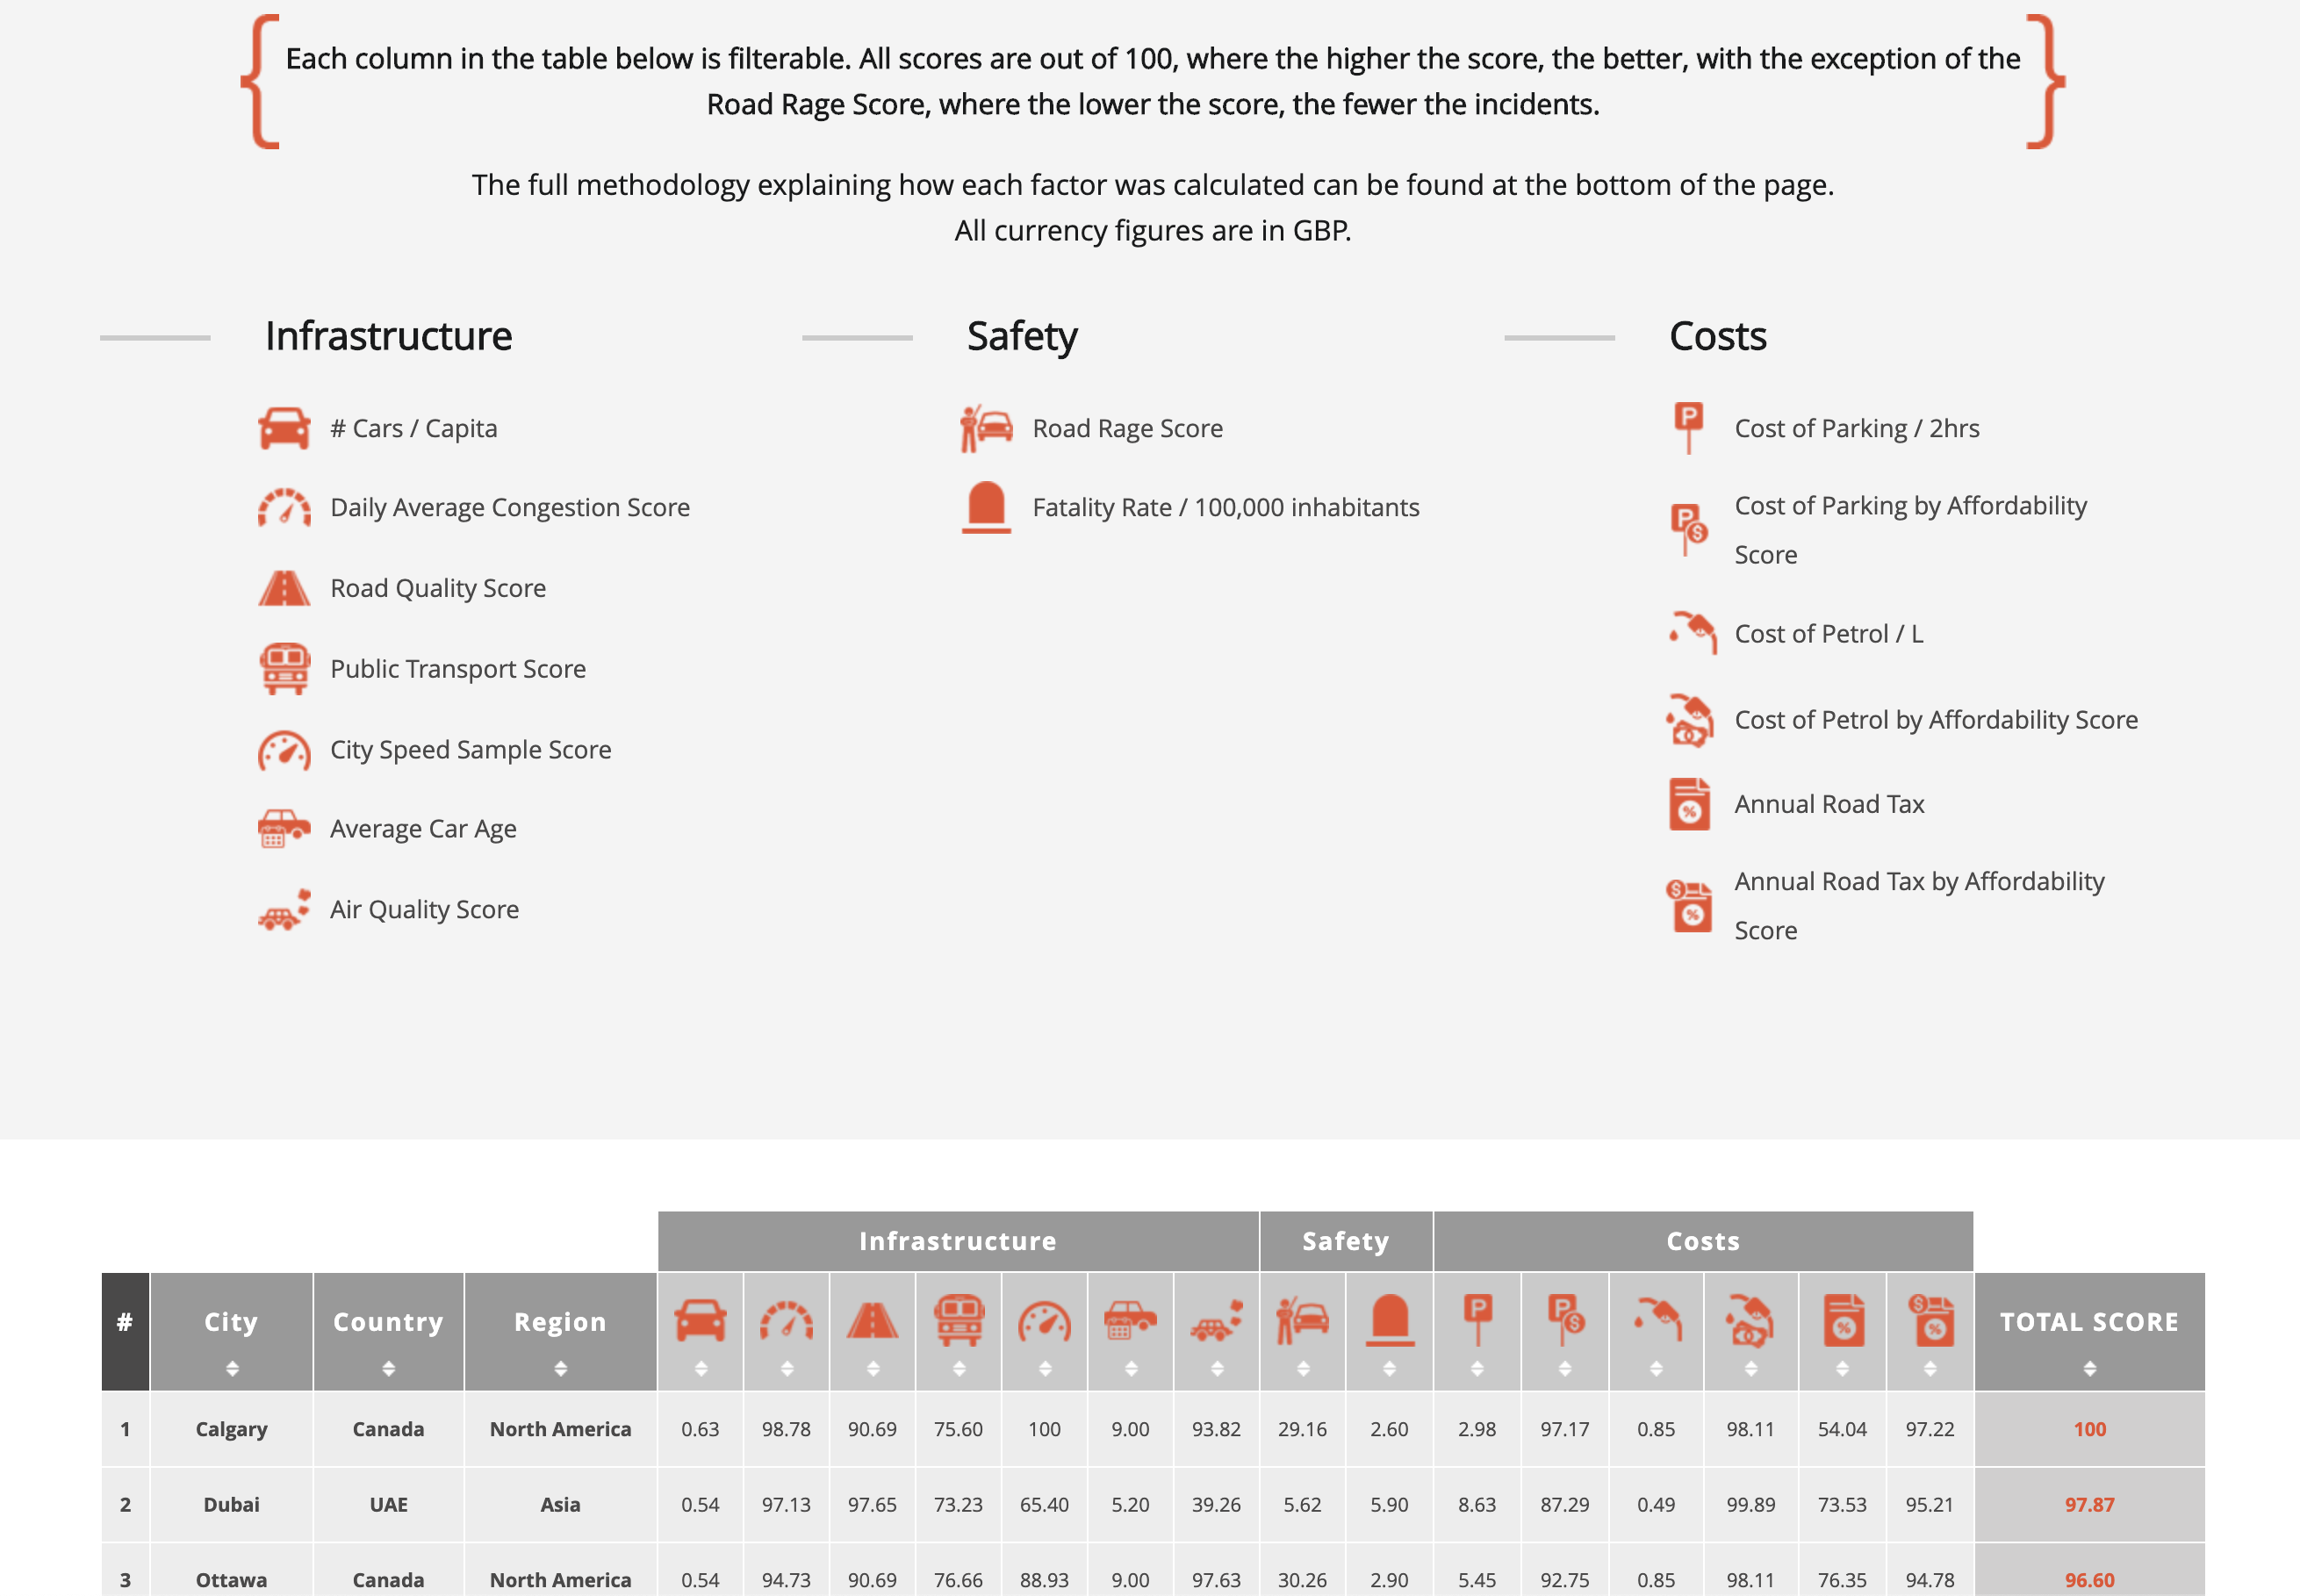 Each column in the table below is filterable. All scores are out of 100, where the higher the score, the better, with the exception of the
Road Rage Score, where the lower the score, the fewer the incidents.
The full methodology explaining how each factor was calculated can be found at the bottom of the page.
All currency figures are in GBP.
Infrastructure
# Cars / Capita
Daily Average Congestion Score
Road Quality Score
Public Transport Score
City Speed Sample Score
Average Car Age
Air Quality Score
Safety
Road Rage Score
Fatality Rate / 100,000 inhabitants
Costs
Cost of Parking / 2hrs
Cost of Parking by Affordability
Score
Cost of Petrol / L
Cost of Petrol by Affordability Score
Annual Road Tax
Annual Road Tax by Affordability
Score
Infrastructure Safety Costs
# City Country Region TOTAL SCORE
1 Calgary Canada North America 0.63 98.78 90.69 75.60 100 9.00 93.82 29.16 2.60 2.98 97.17 0.85 98.11 54.04 97.22 100
2 Dubai UAE Asia 0.54 97.13 97.65 73.23 65.40 5.20 39.26 5.62 5.90 8.63 87.29 0.49 99.89 73.53 95.21 97.87
3 Ottawa Canada North America 0.54 94.73 90.69 76.66 88.93 9.00 97.63 30.26 2.90 5.45 92.75 0.85 98.11 76.35 94.78 96.60